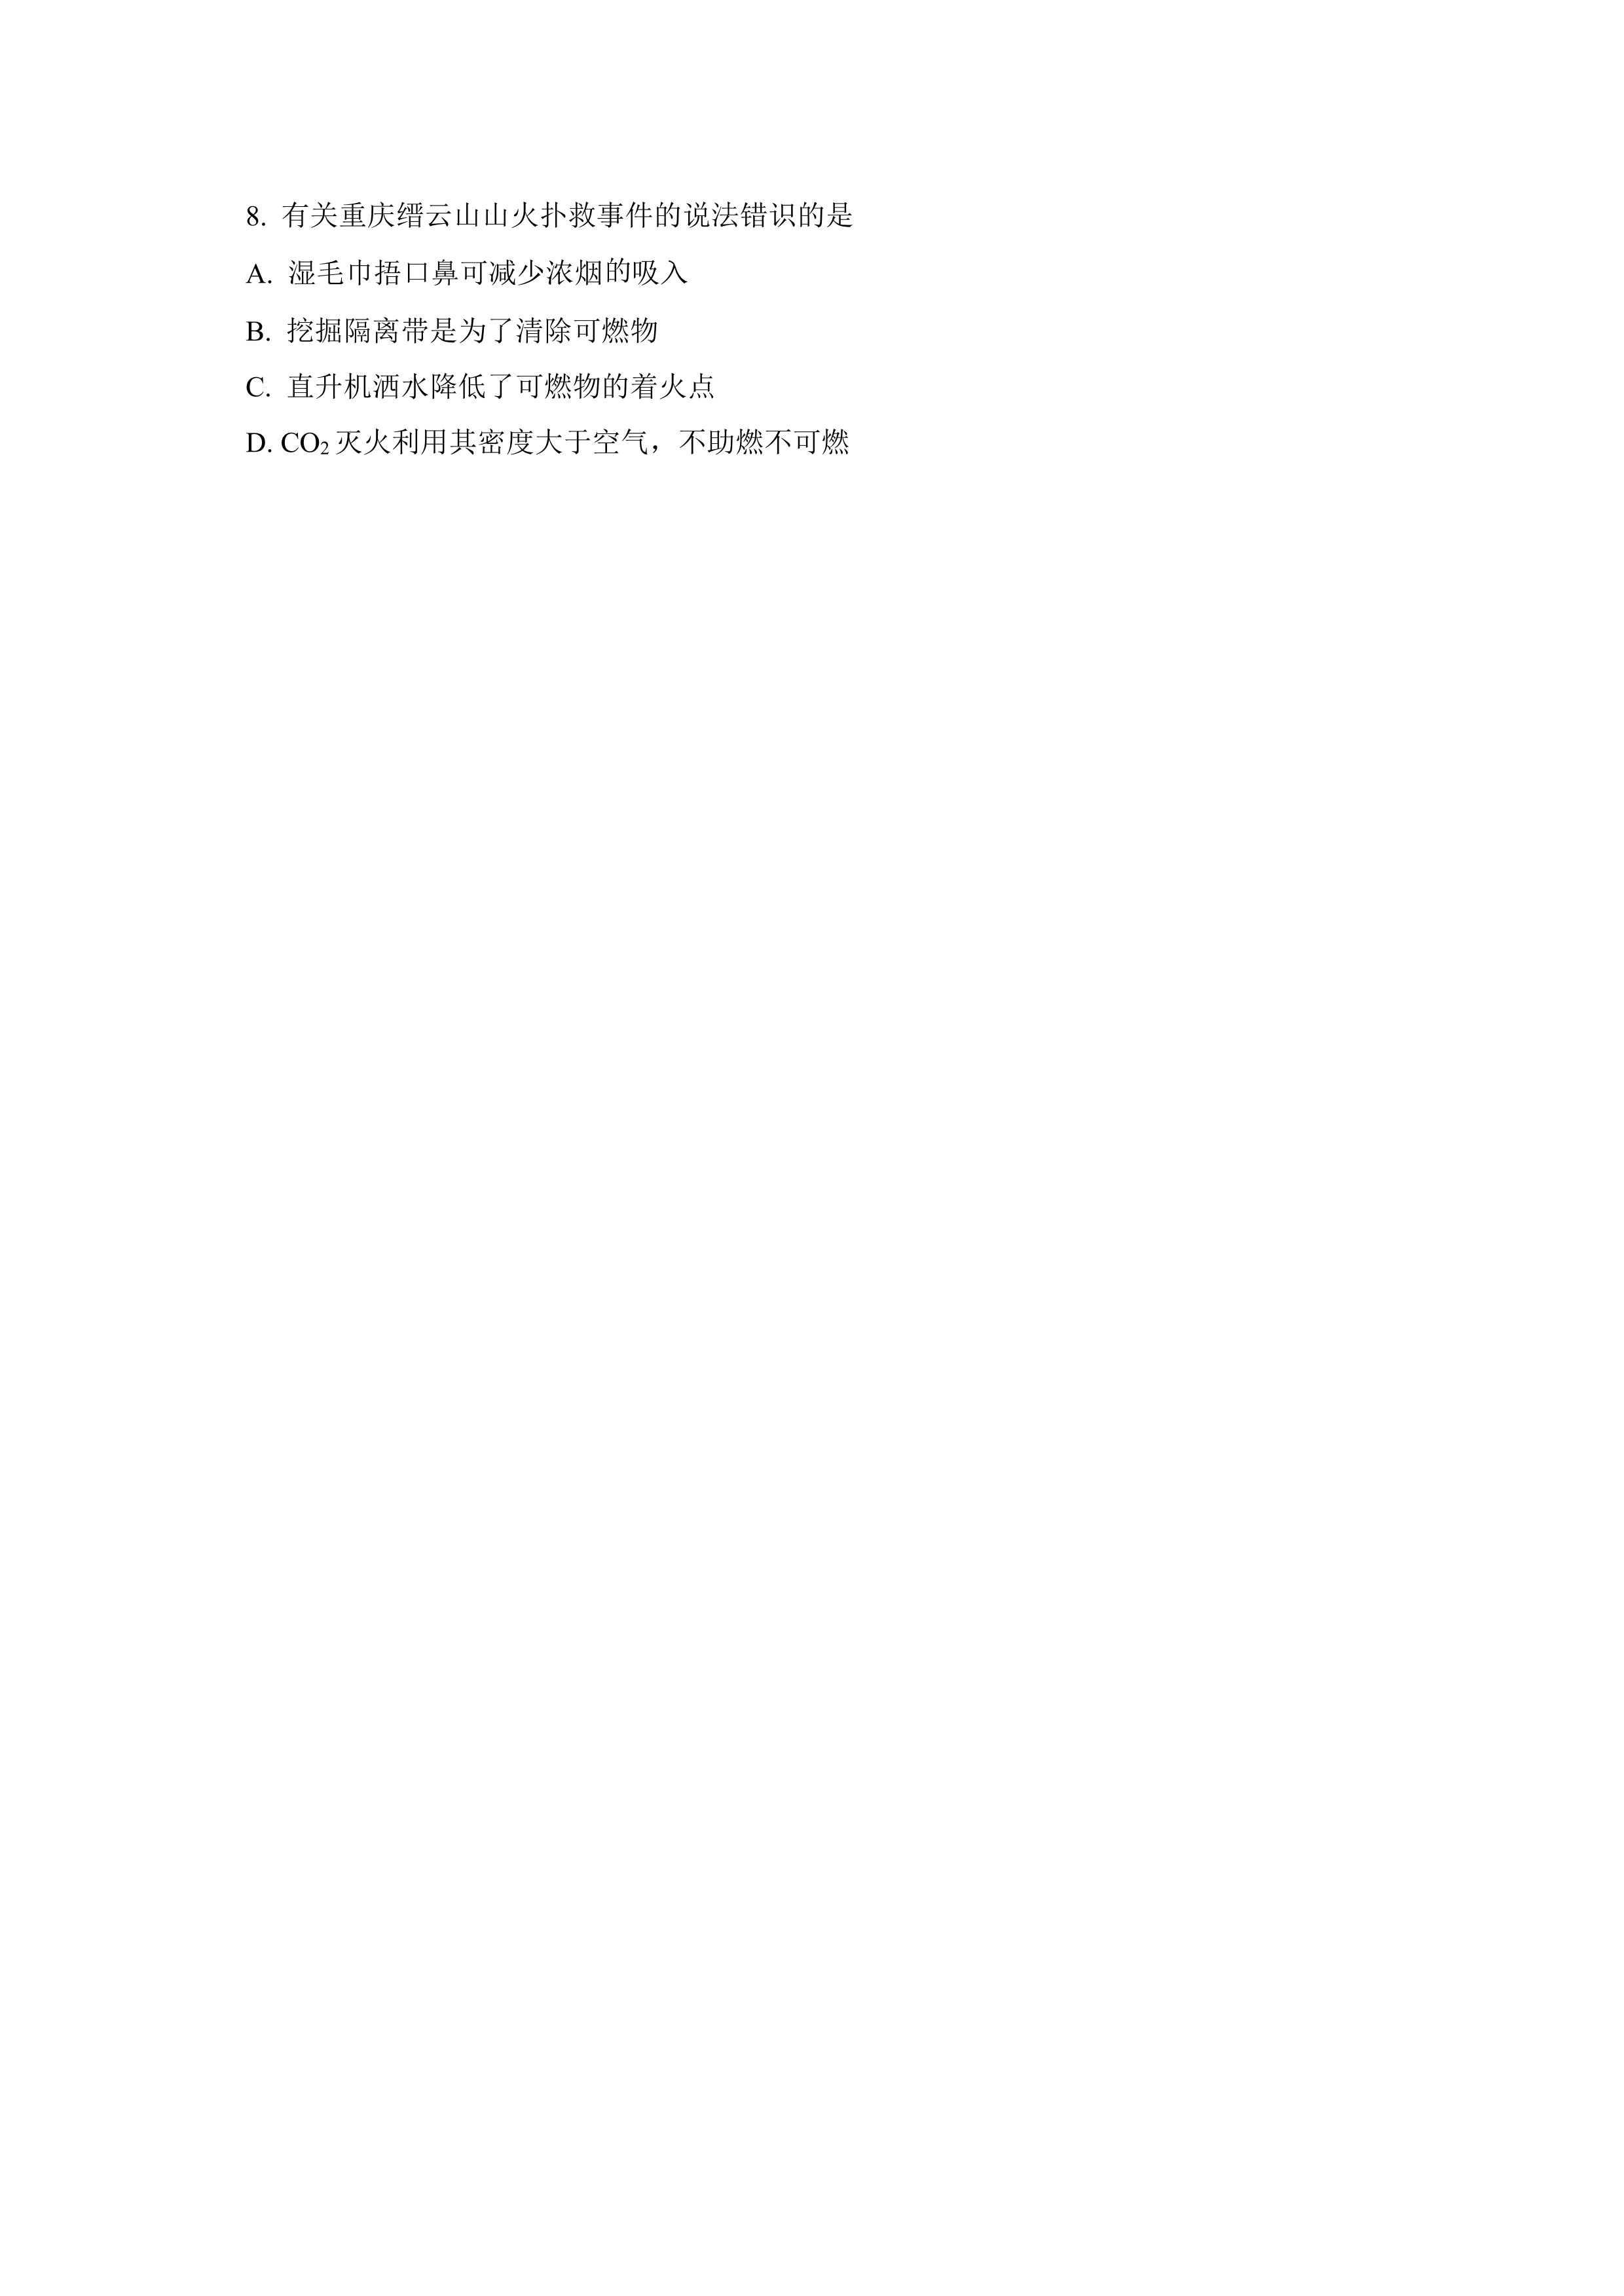 8. 有关重庆缙云山山火扑救事件的说法错识的是
A. 湿毛巾捂口鼻可减少浓烟的吸入
B. 挖掘隔离带是为了清除可燃物
C. 直升机洒水降低了可燃物的着火点
D. CO₂灭火利用其密度大于空气，不助燃不可燃